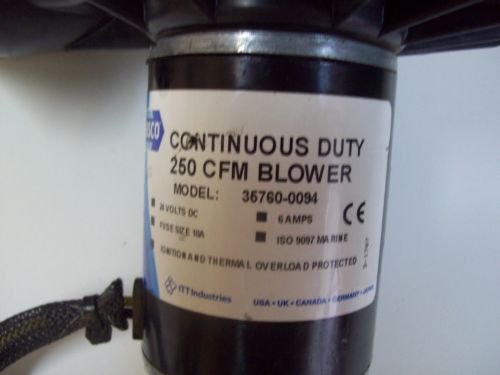 SCO
CONTINUOUS DUTY
250 CFM BLOWER
MODEL: 35760-0094
24 VOLTS DC
6 AMPS
CE
FUSE SIZE 10A
ISO 9097 MARINE
IGNITION AND THERMAL OVERLOAD PROTECTED
ITT Industries
USA • UK • CANADA • GERMANY • JAPAN